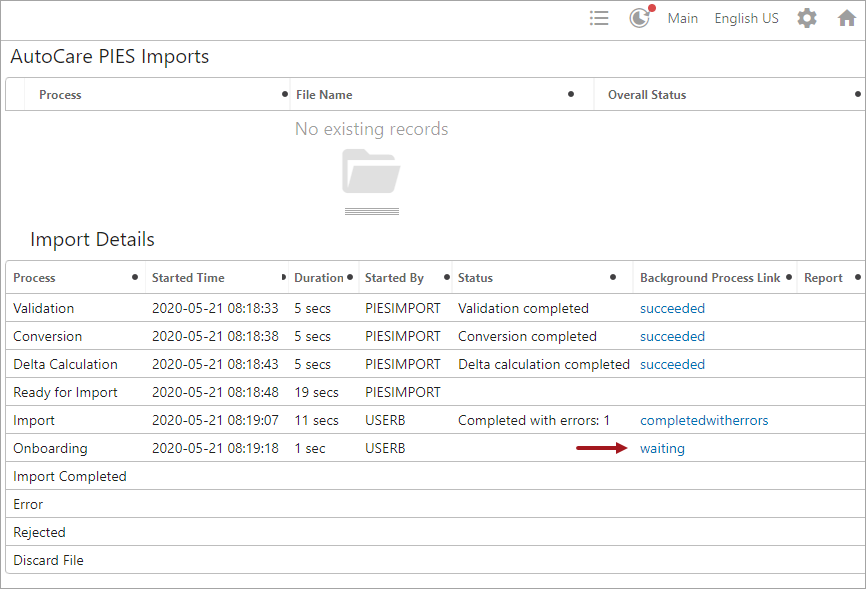 Main English US
AutoCare PIES Imports
Process File Name Overall Status
No existing records
Import Details
Process Started Time Duration Started By Status Background Process Link Report
Validation 2020-05-21 08:18:33 5 secs PIESIMPORT Validation completed succeeded
Conversion 2020-05-21 08:18:38 5 secs PIESIMPORT Conversion completed succeeded
Delta Calculation 2020-05-21 08:18:43 5 secs PIESIMPORT Delta calculation completed succeeded
Ready for Import 2020-05-21 08:18:48 19 secs PIESIMPORT
Import 2020-05-21 08:19:07 11 secs USERB Completed with errors: 1 completedwitherrors
Onboarding 2020-05-21 08:19:18 1 sec USERB waiting
Import Completed
Error
Rejected
Discard File